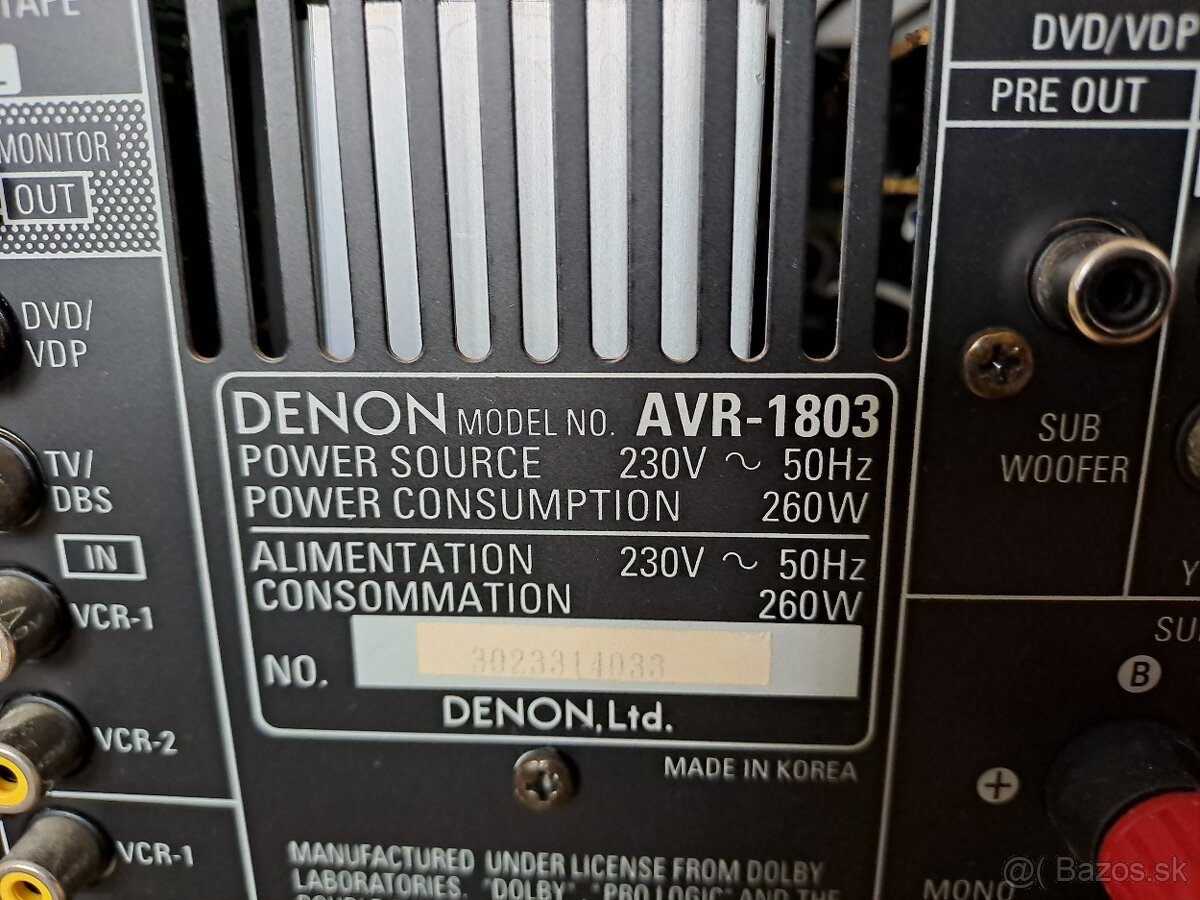 TAPE
MONITOR
OUT
DVD/
VDP
TV/
DBS
IN
VCR-1
VCR-2
VCR-1
DENON MODEL NO. AVR-1803
POWER SOURCE 230V ~ 50Hz
POWER CONSUMPTION 260W
ALIMENTATION 230V ~ 50Hz
CONSOMMATION 260W
NO. 3023314033
DENON, Ltd.
MADE IN KOREA
MANUFACTURED UNDER LICENSE FROM DOLBY
LABORATORIES. "DOLBY", "PRO LOGIC" AND THE
DVD/VDP
PRE OUT
SUB
WOOFER
Y
SU
B
+
MONO
@( Bazos.sk